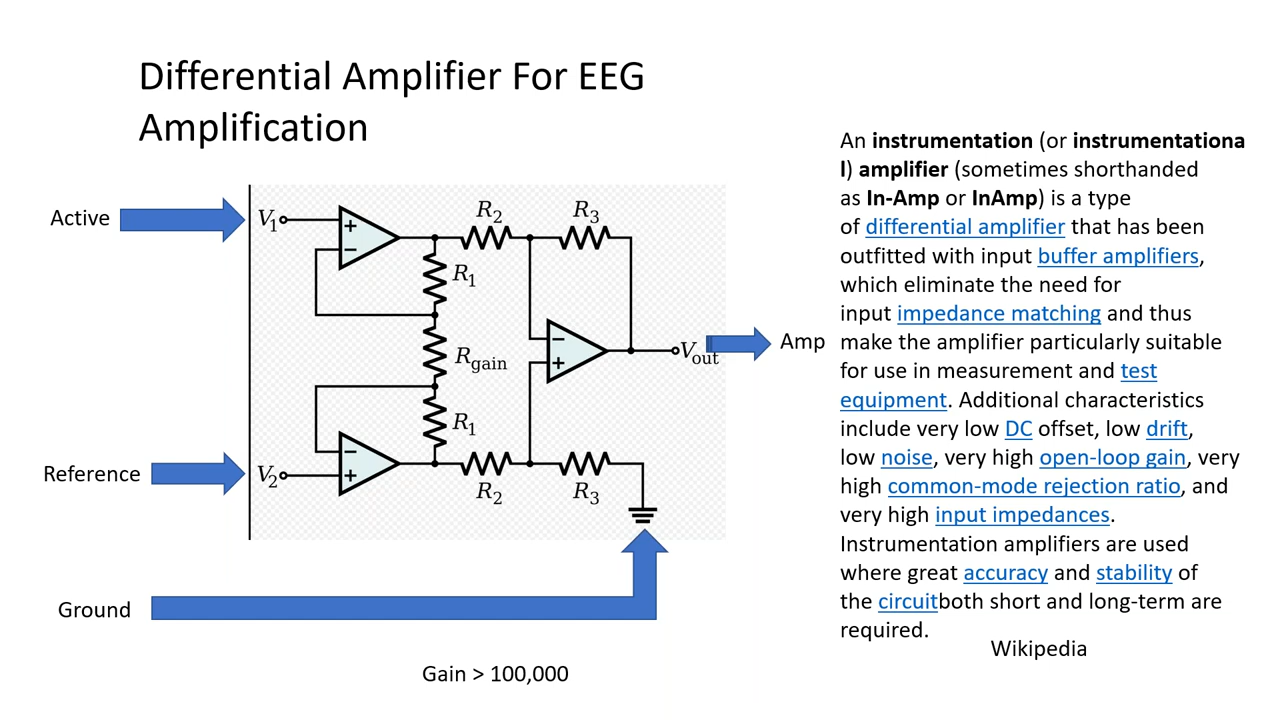 Differential Amplifier For EEG
Amplification
Active
Reference
Ground
V1
V2
+
−
−
+
−
+
R1
Rgain
R1
R2
R3
R2
R3
Vout
Amp
Gain > 100,000
An instrumentation (or instrumentationa
l) amplifier (sometimes shorthanded
as In-Amp or InAmp) is a type
of differential amplifier that has been
outfitted with input buffer amplifiers,
which eliminate the need for
input impedance matching and thus
make the amplifier particularly suitable
for use in measurement and test
equipment. Additional characteristics
include very low DC offset, low drift,
low noise, very high open-loop gain, very
high common-mode rejection ratio, and
very high input impedances.
Instrumentation amplifiers are used
where great accuracy and stability of
the circuitboth short and long-term are
required.
Wikipedia